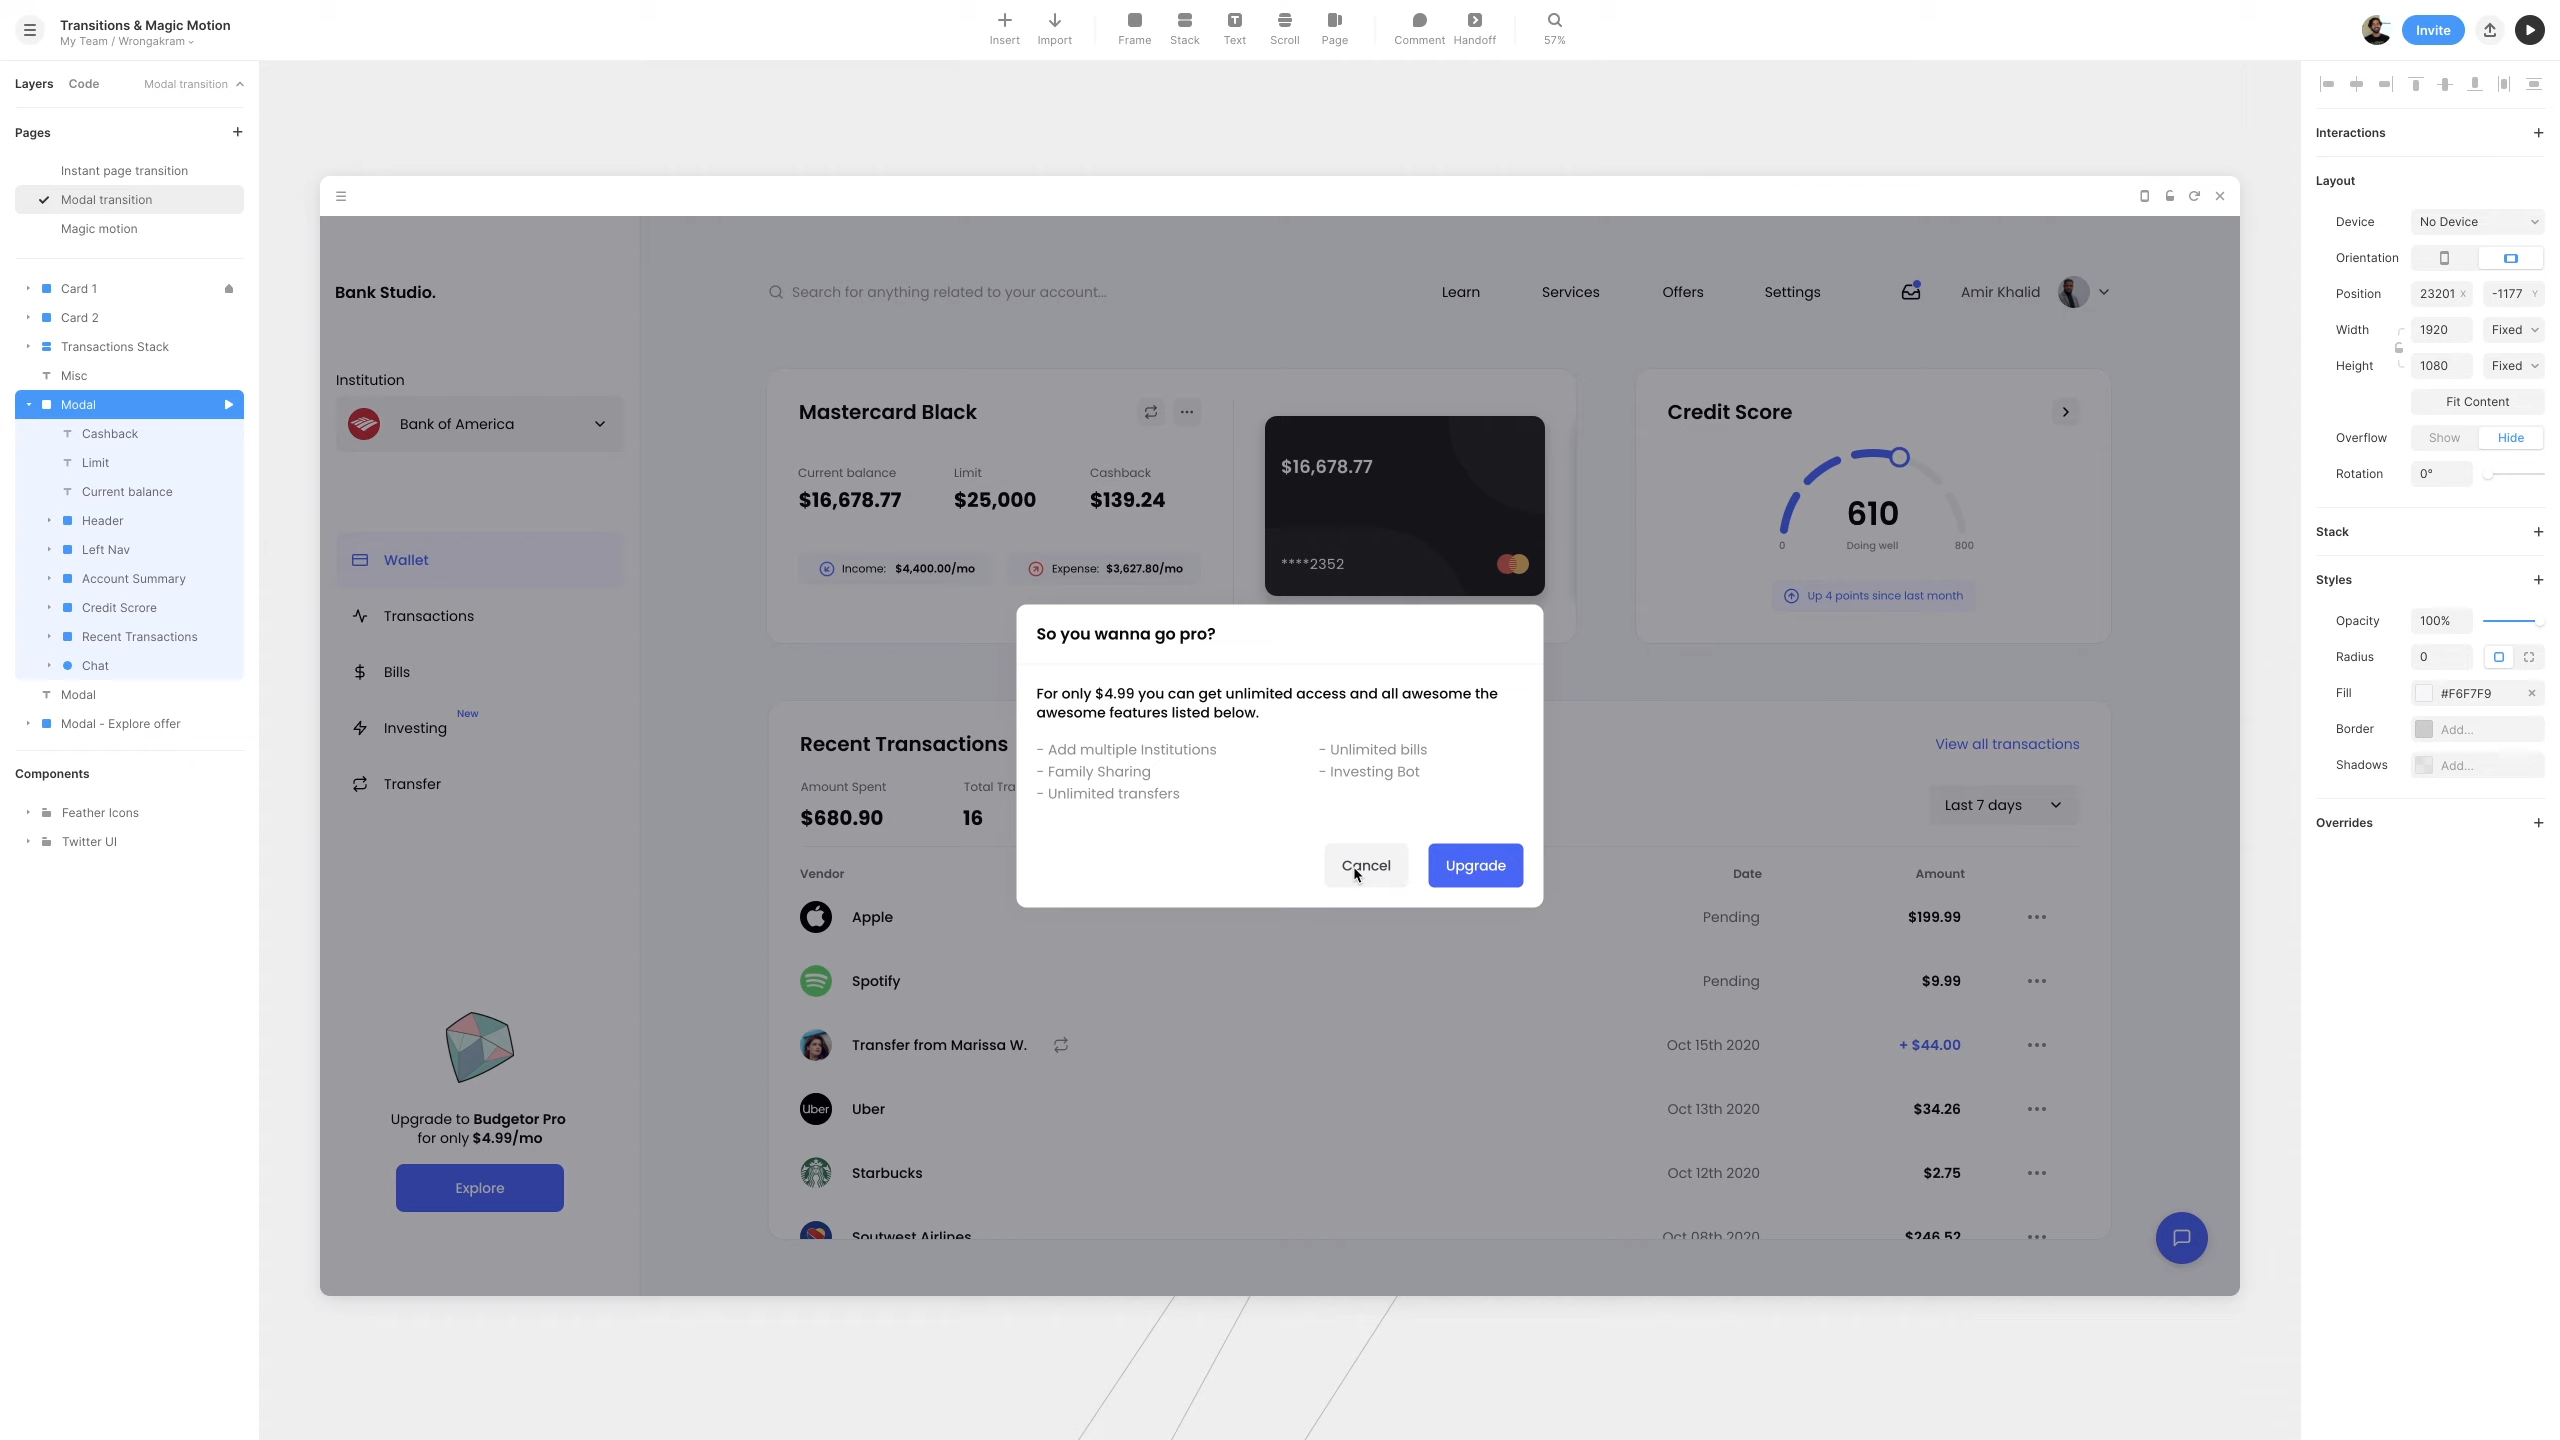 Transitions & Magic Motion
My Team / Wrongakram
Insert
Import
Frame
Stack
Text
Scroll
Page
Comment
Handoff
57%
Invite
Layers
Code
Modal transition
Pages
Instant page transition
Modal transition
Magic motion
Card 1
Card 2
Transactions Stack
Misc
Modal
Cashback
Limit
Current balance
Header
Left Nav
Account Summary
Credit Scrore
Recent Transactions
Chat
Modal
Modal - Explore offer
Components
Feather Icons
Twitter UI
Bank Studio.
Search for anything related to your account...
Learn
Services
Offers
Settings
Amir Khalid
Institution
Bank of America
Wallet
Transactions
Bills
Investing
New
Transfer
Upgrade to Budgetor Pro
for only $4.99/mo
Explore
Mastercard Black
Current balance
Limit
Cashback
$16,678.77
$25,000
$139.24
Income: $4,400.00/mo
Expense: $3,627.80/mo
$16,678.77
****2352
Credit Score
610
0
Doing well
800
Up 4 points since last month
So you wanna go pro?
For only $4.99 you can get unlimited access and all awesome the
awesome features listed below.
- Add multiple Institutions
- Family Sharing
- Unlimited transfers
- Unlimited bills
- Investing Bot
Cancel
Upgrade
Recent Transactions
View all transactions
Amount Spent
Total Tra
$680.90
16
Last 7 days
Vendor
Date
Amount
Apple
Pending
$199.99
Spotify
Pending
$9.99
Transfer from Marissa W.
Oct 15th 2020
+ $44.00
Uber
Uber
Oct 13th 2020
$34.26
Starbucks
Oct 12th 2020
$2.75
Soutwest Airlines
Oct 08th 2020
$246.52
Interactions
Layout
Device
No Device
Orientation
Position
23201 X
-1177 Y
Width
1920
Fixed
Height
1080
Fixed
Fit Content
Overflow
Show
Hide
Rotation
0°
Stack
Styles
Opacity
100%
Radius
0
Fill
#F6F7F9
Border
Add...
Shadows
Add...
Overrides